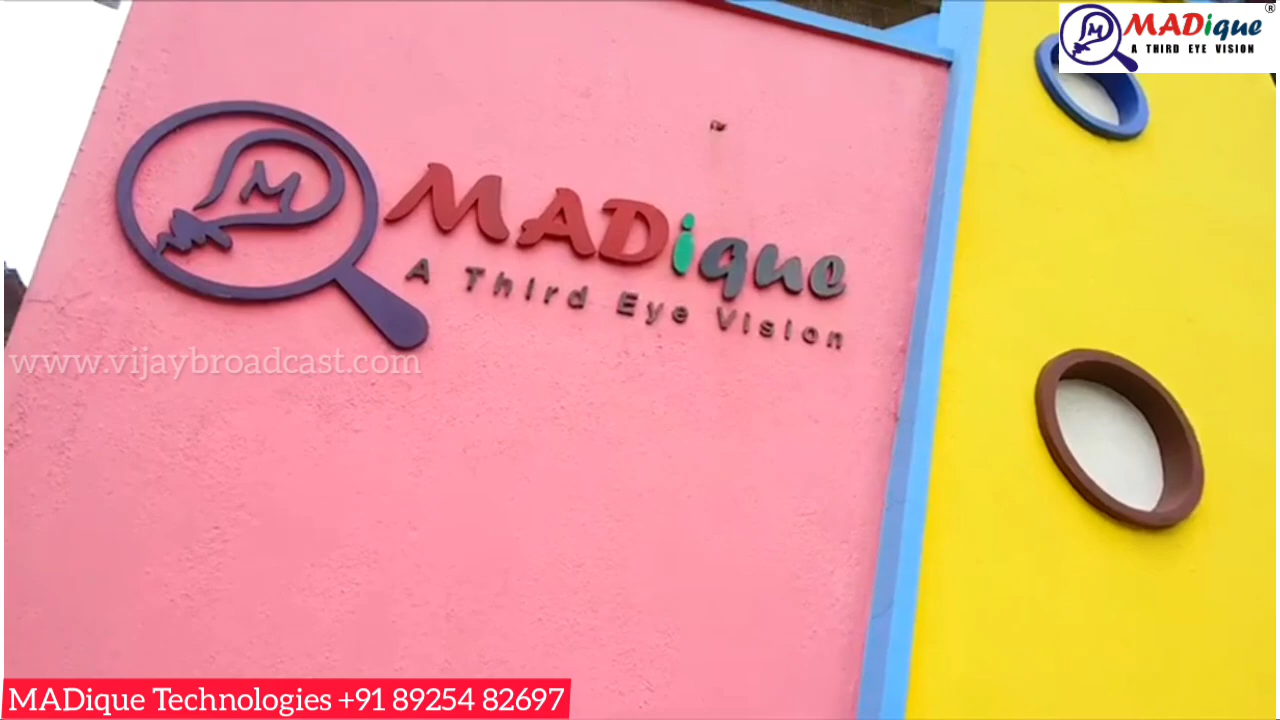 MADique
®
A THIRD EYE VISION
M
M
MADique
A Third Eye Vision
www.vijaybroadcast.com
MADique Technologies +91 89254 82697